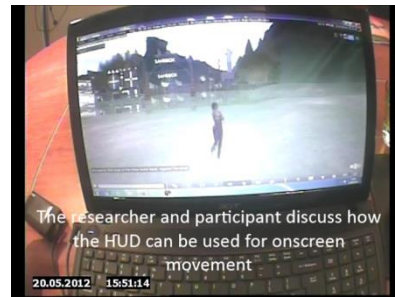 The researcher and participant discuss how
the HUD can be used for onscreen
movement
20.05.2012 15:51:14